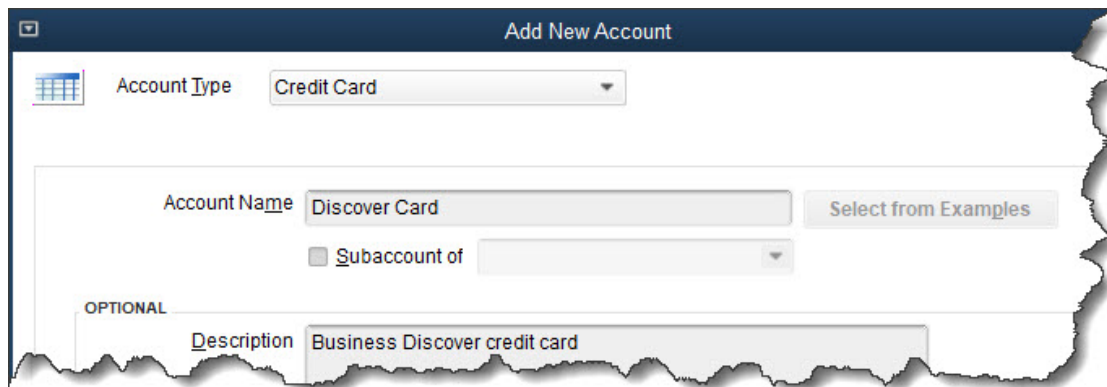 Add New Account
Account Type Credit Card
Account Name Discover Card Select from Examples
Subaccount of
OPTIONAL
Description Business Discover credit card